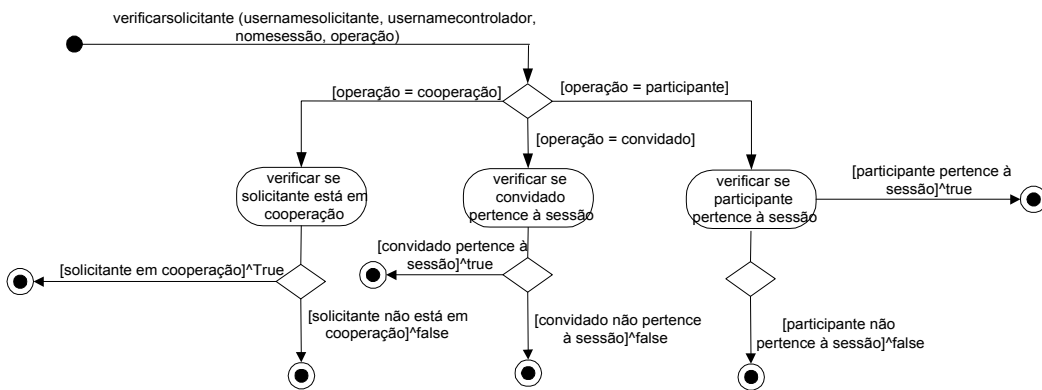 verificarsolicitante (usernamesolicitante, usernamecontrolador,
nomesessão, operação)
[operação = cooperação]
[operação = participante]
[operação = convidado]
verificar se
solicitante está em
cooperação
verificar se
convidado
pertence à sessão
verificar se
participante
pertence à sessão
[participante pertence à
sessão]^true
[solicitante em cooperação]^True
[convidado pertence à
sessão]^true
[solicitante não está em
cooperação]^false
[convidado não pertence
à sessão]^false
[participante não
pertence à sessão]^false